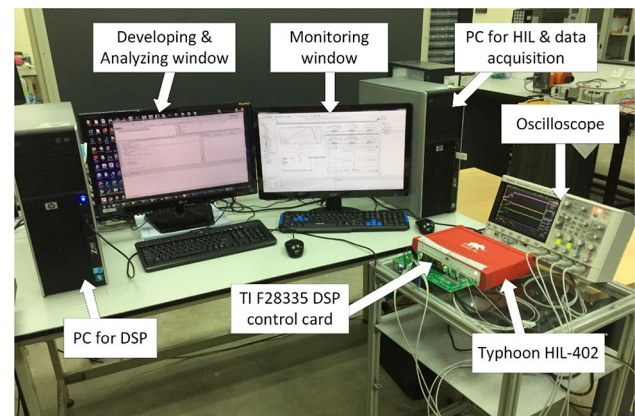 Developing &
Analyzing window
Monitoring
window
PC for HIL & data
acquisition
Oscilloscope
TI F28335 DSP
control card
PC for DSP
Typhoon HIL-402